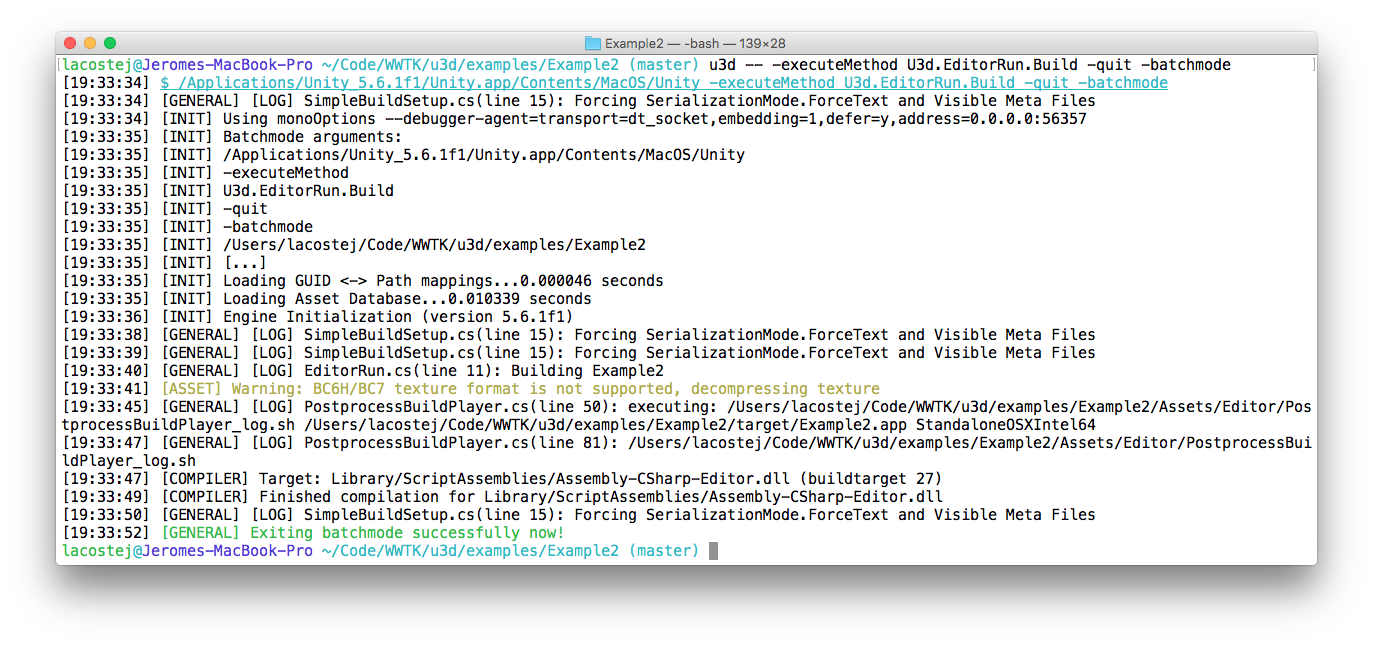 Example2 — -bash — 139×28
lacostej@Jeromes-MacBook-Pro ~/Code/WWTK/u3d/examples/Example2 (master) u3d -- -executeMethod U3d.EditorRun.Build -quit -batchmode
[19:33:34] $ /Applications/Unity_5.6.1f1/Unity.app/Contents/MacOS/Unity -executeMethod U3d.EditorRun.Build -quit -batchmode
[19:33:34] [GENERAL] [LOG] SimpleBuildSetup.cs(line 15): Forcing SerializationMode.ForceText and Visible Meta Files
[19:33:34] [INIT] Using monoOptions --debugger-agent=transport=dt_socket,embedding=1,defer=y,address=0.0.0.0:56357
[19:33:35] [INIT] Batchmode arguments:
[19:33:35] [INIT] /Applications/Unity_5.6.1f1/Unity.app/Contents/MacOS/Unity
[19:33:35] [INIT] -executeMethod
[19:33:35] [INIT] U3d.EditorRun.Build
[19:33:35] [INIT] -quit
[19:33:35] [INIT] -batchmode
[19:33:35] [INIT] /Users/lacostej/Code/WWTK/u3d/examples/Example2
[19:33:35] [INIT] [...]
[19:33:35] [INIT] Loading GUID <-> Path mappings...0.000046 seconds
[19:33:35] [INIT] Loading Asset Database...0.010339 seconds
[19:33:36] [INIT] Engine Initialization (version 5.6.1f1)
[19:33:38] [GENERAL] [LOG] SimpleBuildSetup.cs(line 15): Forcing SerializationMode.ForceText and Visible Meta Files
[19:33:39] [GENERAL] [LOG] SimpleBuildSetup.cs(line 15): Forcing SerializationMode.ForceText and Visible Meta Files
[19:33:40] [GENERAL] [LOG] EditorRun.cs(line 11): Building Example2
[19:33:41] [ASSET] Warning: BC6H/BC7 texture format is not supported, decompressing texture
[19:33:45] [GENERAL] [LOG] PostprocessBuildPlayer.cs(line 50): executing: /Users/lacostej/Code/WWTK/u3d/examples/Example2/Assets/Editor/Pos
tprocessBuildPlayer_log.sh /Users/lacostej/Code/WWTK/u3d/examples/Example2/target/Example2.app StandaloneOSXIntel64
[19:33:47] [GENERAL] [LOG] PostprocessBuildPlayer.cs(line 81): /Users/lacostej/Code/WWTK/u3d/examples/Example2/Assets/Editor/PostprocessBui
ldPlayer_log.sh
[19:33:47] [COMPILER] Target: Library/ScriptAssemblies/Assembly-CSharp-Editor.dll (buildtarget 27)
[19:33:49] [COMPILER] Finished compilation for Library/ScriptAssemblies/Assembly-CSharp-Editor.dll
[19:33:50] [GENERAL] [LOG] SimpleBuildSetup.cs(line 15): Forcing SerializationMode.ForceText and Visible Meta Files
[19:33:52] [GENERAL] Exiting batchmode successfully now!
lacostej@Jeromes-MacBook-Pro ~/Code/WWTK/u3d/examples/Example2 (master)